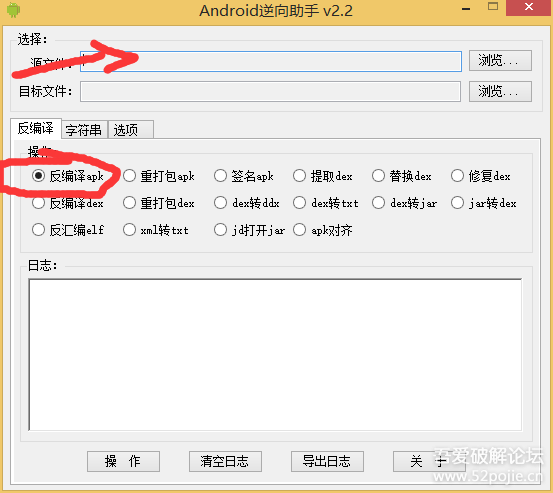 Android逆向助手 v2.2
选择:
源文件: 浏览...
目标文件: 浏览...
反编译 字符串 选项
操作:
反编译apk 重打包apk 签名apk 提取dex 替换dex 修复dex
反编译dex 重打包dex dex转ddx dex转txt dex转jar jar转dex
反汇编elf xml转txt jd打开jar apk对齐
日志:
操 作 清空日志 导出日志 关 于
吾爱破解论坛
www.52pojie.cn